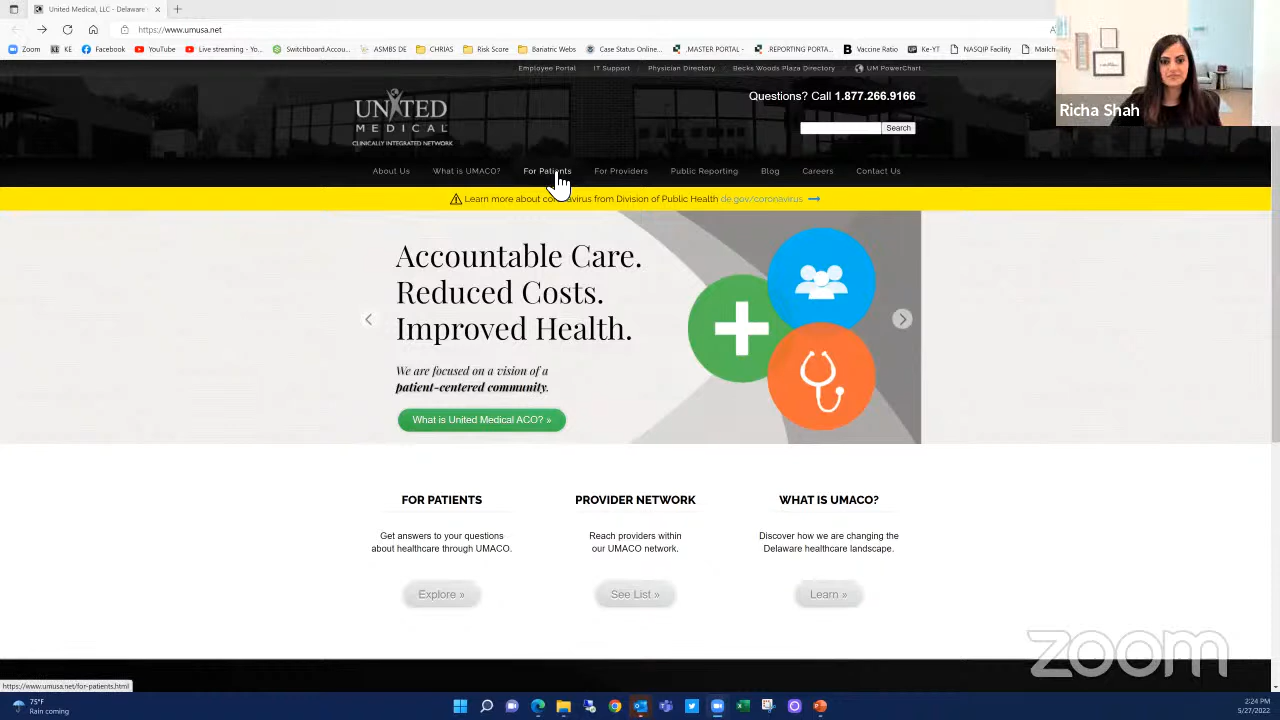 United Medical, LLC - Delaware
https://www.umusa.net
Zoom KE Facebook YouTube Live streaming - Yo... Switchboard.Accou... ASMBS DE CHRIAS Risk Score Bariatric Webs Case Status Online... .MASTER PORTAL - .REPORTING PORTA... Vaccine Ratio Ke-YT NASQIP Facility Mailch
Employee Portal IT Support Physician Directory Becks Woods Plaza Directory UM PowerChart
Questions? Call 1.877.266.9166
UNITED
MEDICAL
CLINICALLY INTEGRATED NETWORK
Search
Richa Shah
About Us What is UMACO? For Patients For Providers Public Reporting Blog Careers Contact Us
Learn more about coronavirus from Division of Public Health de.gov/coronavirus
Accountable Care.
Reduced Costs.
Improved Health.
We are focused on a vision of a
patient-centered community.
What is United Medical ACO? »
FOR PATIENTS PROVIDER NETWORK WHAT IS UMACO?
Get answers to your questions Reach providers within Discover how we are changing the
about healthcare through UMACO. our UMACO network. Delaware healthcare landscape.
Explore » See List » Learn »
zoom
https://www.umusa.net/for-patients.html
75°F
Rain coming
2:24 PM
5/27/2022